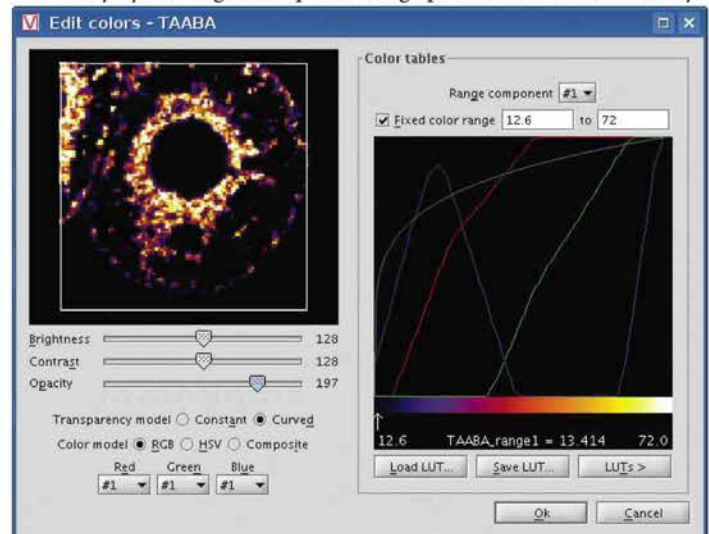 Edit colors - TAABA
Color tables
Range component #1
Fixed color range 12.6 to 72
Brightness 128
Contrast 128
Opacity 197
Transparency model Constant Curved
Color model RGB HSV Composite
Red Green Blue
#1 #1 #1
12.6 TAABA_range1 = 13.414 72.0
Load LUT... Save LUT... LUTs >
Ok Cancel